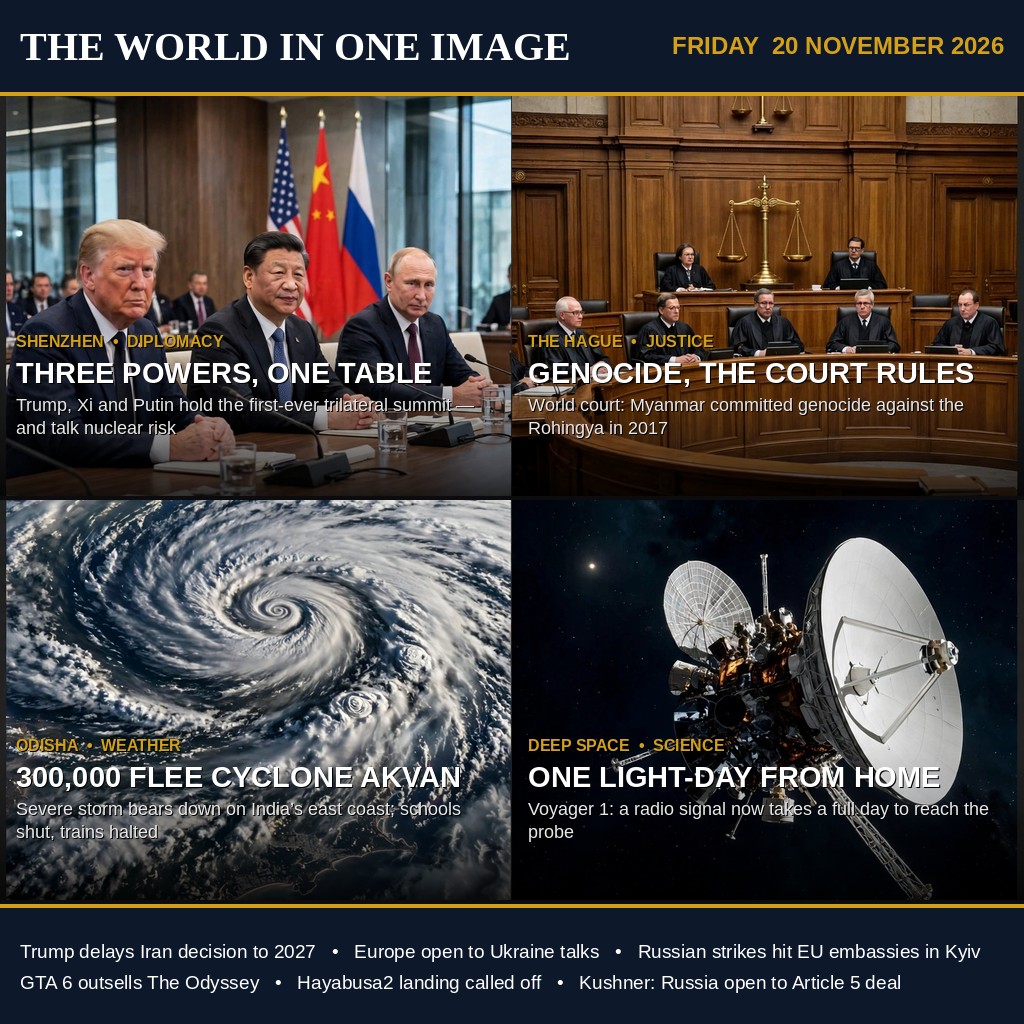 THE WORLD IN ONE IMAGE
FRIDAY 20 NOVEMBER 2026
SHENZHEN • DIPLOMACY
THREE POWERS, ONE TABLE
Trump, Xi and Putin hold the first-ever trilateral summit —
and talk nuclear risk
THE HAGUE • JUSTICE
GENOCIDE, THE COURT RULES
World court: Myanmar committed genocide against the
Rohingya in 2017
ODISHA • WEATHER
300,000 FLEE CYCLONE AKVAN
Severe storm bears down on India's east coast; schools
shut, trains halted
DEEP SPACE • SCIENCE
ONE LIGHT-DAY FROM HOME
Voyager 1: a radio signal now takes a full day to reach the
probe
Trump delays Iran decision to 2027 • Europe open to Ukraine talks • Russian strikes hit EU embassies in Kyiv
GTA 6 outsells The Odyssey • Hayabusa2 landing called off • Kushner: Russia open to Article 5 deal